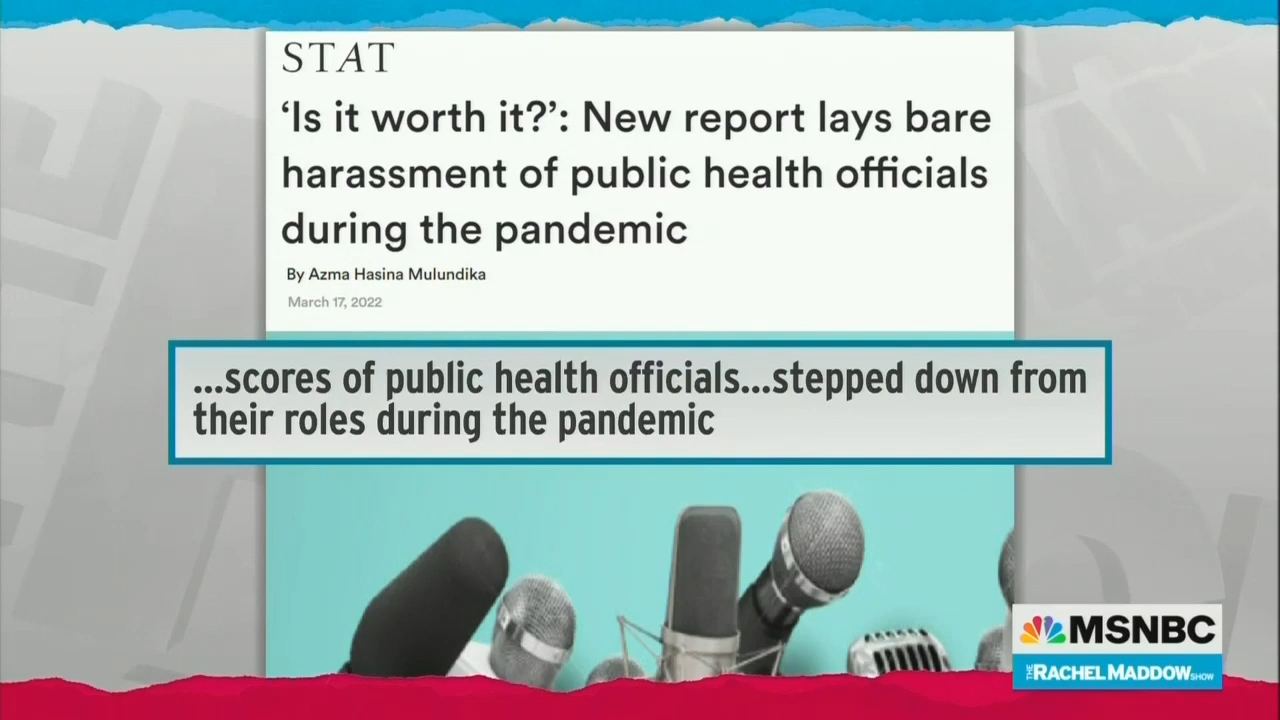 STAT
‘Is it worth it?’: New report lays bare
harassment of public health officials
during the pandemic
By Azma Hasina Mulundika
March 17, 2022
...scores of public health officials...stepped down from
their roles during the pandemic
MSNBC
THE RACHEL MADDOW SHOW